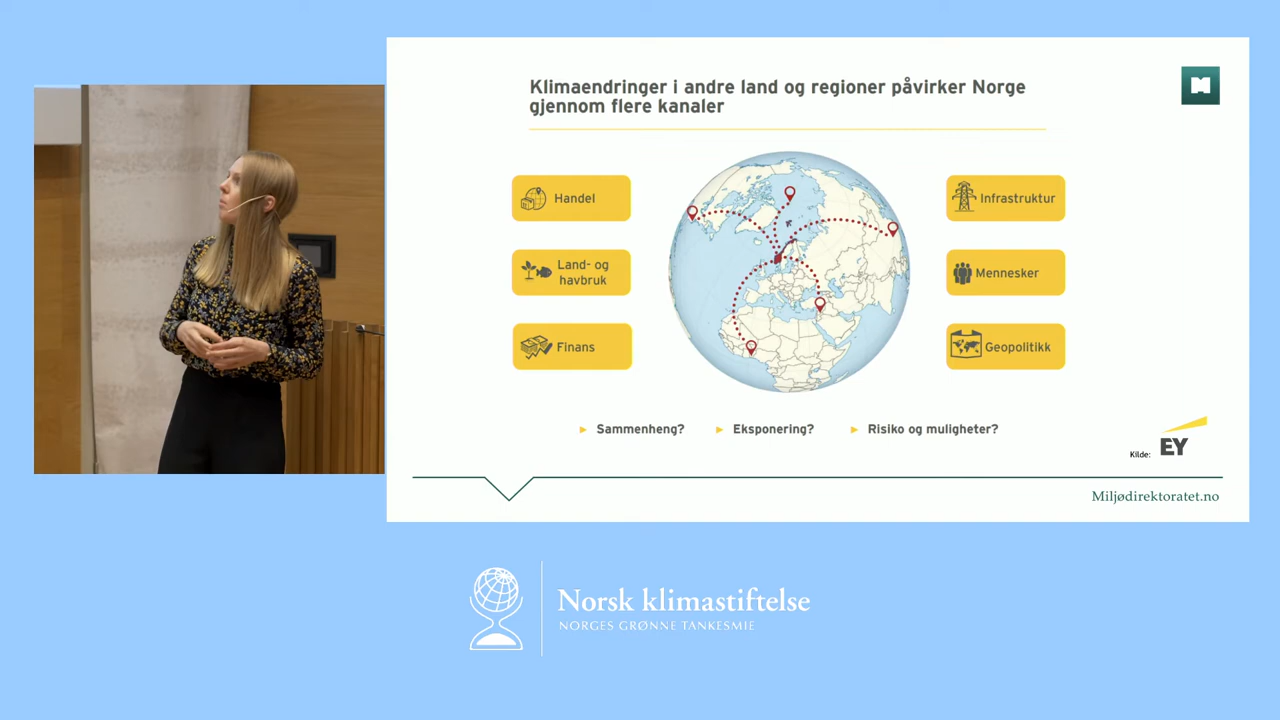 Klimaendringer i andre land og regioner påvirker Norge
gjennom flere kanaler
Handel
Land- og
havbruk
Finans
Infrastruktur
Mennesker
Geopolitikk
► Sammenheng?
► Eksponering?
► Risiko og muligheter?
Kilde:
EY
Miljødirektoratet.no
Norsk klimastiftelse
NORGES GRØNNE TANKESMIE